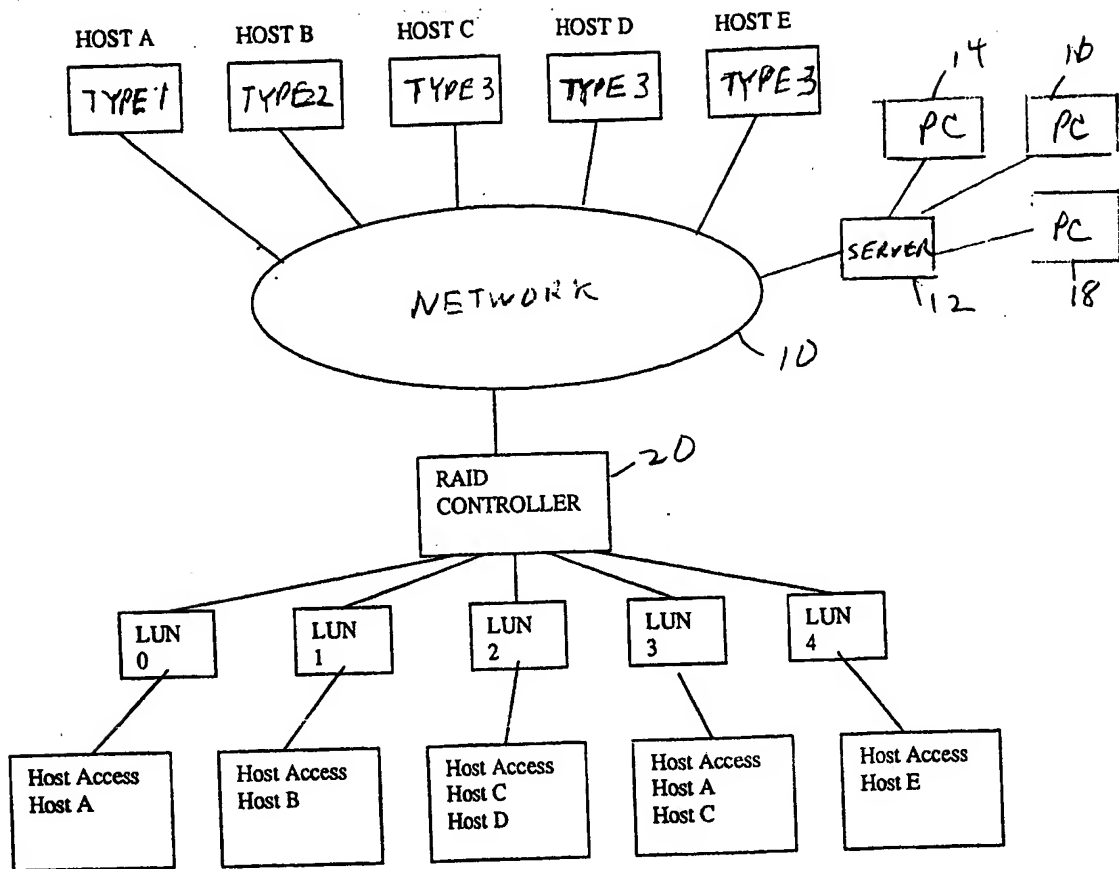 HOST A
HOST B
HOST C
HOST D
HOST E
TYPE 1
TYPE 2
TYPE 3
TYPE 3
TYPE 3
14
16
PC
PC
PC
SERVER
12
18
NETWORK
10
20
RAID
CONTROLLER
LUN
0
LUN
1
LUN
2
LUN
3
LUN
4
Host Access
Host A
Host Access
Host B
Host Access
Host C
Host D
Host Access
Host A
Host C
Host Access
Host E